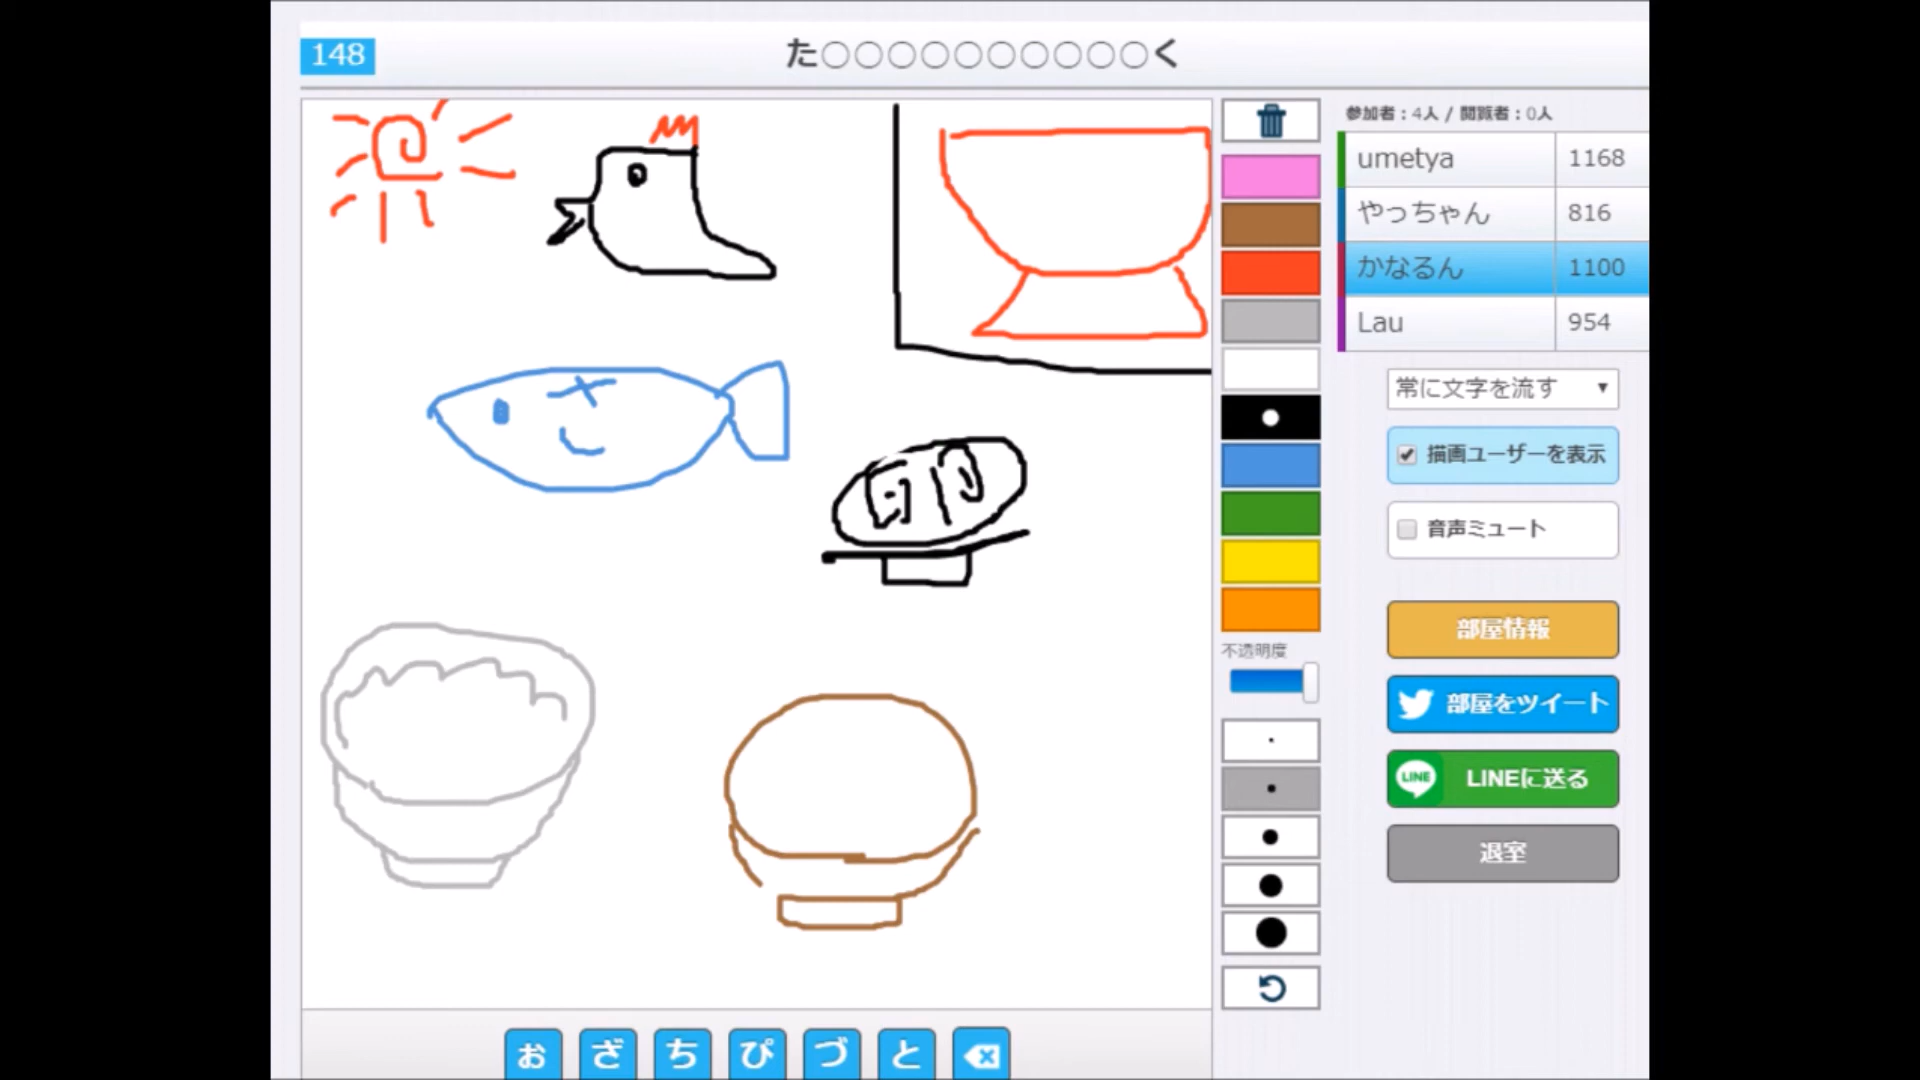 148
た○○○○○○○○○○く
参加者：4人 / 閲覧者：0人
umetya 1168
やっちゃん 816
かなるん 1100
Lau 954
常に文字を流す
描画ユーザーを表示
音声ミュート
不透明度
部屋情報
部屋をツイート
LINE LINEに送る
退室
お ざ ち ぴ づ と